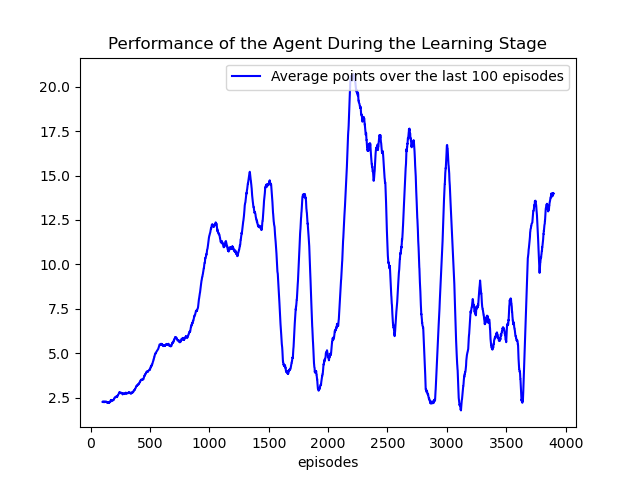 Performance of the Agent During the Learning Stage
Average points over the last 100 episodes
20.0
17.5
15.0
12.5
10.0
7.5
5.0
2.5
0 500 1000 1500 2000 2500 3000 3500 4000
episodes